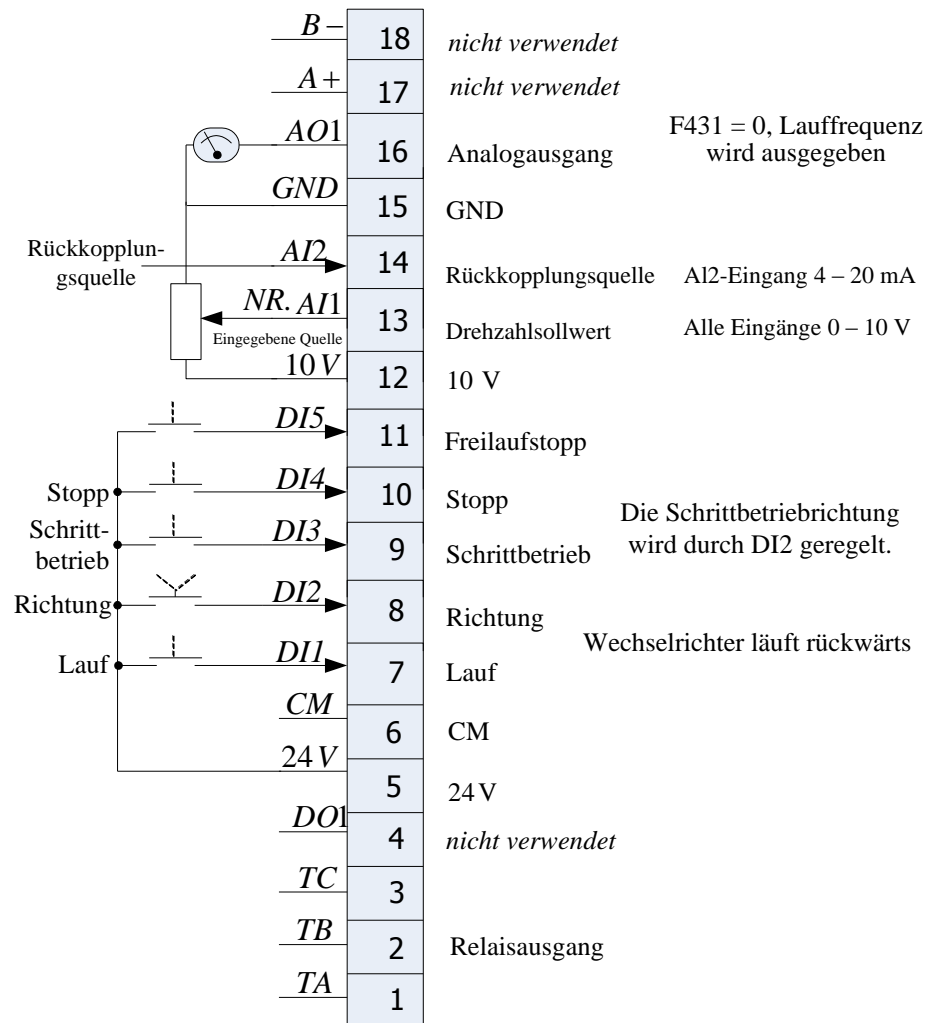 B− 18 nicht verwendet
A+ 17 nicht verwendet
AO1 16 Analogausgang F431 = 0, Lauffrequenz
wird ausgegeben
GND 15 GND
Rückkopplun-
gsquelle
AI2 14 Rückkopplungsquelle Al2-Eingang 4 – 20 mA
NR. AI1 13 Drehzahlsollwert Alle Eingänge 0 – 10 V
Eingegebene Quelle
10V 12 10 V
DI5 11 Freilaufstopp
Stopp DI4 10 Stopp
Schritt-
betrieb
DI3 9 Schrittbetrieb
Die Schrittbetriebrichtung
wird durch DI2 geregelt.
Richtung DI2 8 Richtung
Wechselrichter läuft rückwärts
Lauf DI1 7 Lauf
CM 6 CM
24V 5 24V
DO1 4 nicht verwendet
TC 3
TB 2 Relaisausgang
TA 1